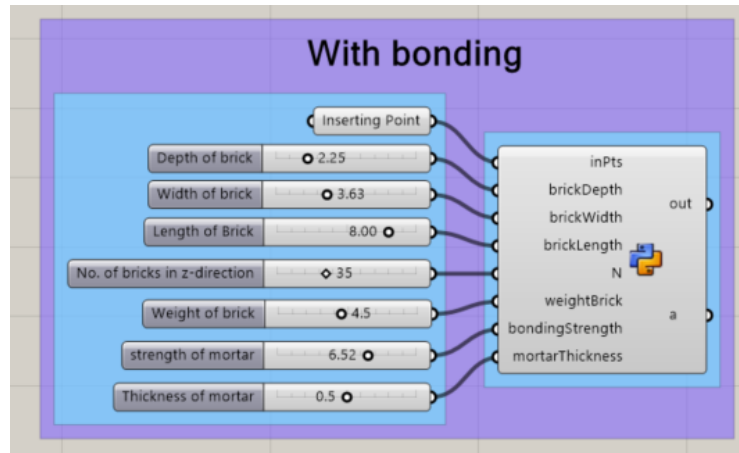 With bonding
Inserting Point
Depth of brick 2.25
Width of brick 3.63
Length of Brick 8.00
No. of bricks in z-direction 35
Weight of brick 4.5
strength of mortar 6.52
Thickness of mortar 0.5
inPts
brickDepth
brickWidth
brickLength
N
weightBrick
bondingStrength
mortarThickness
out
a